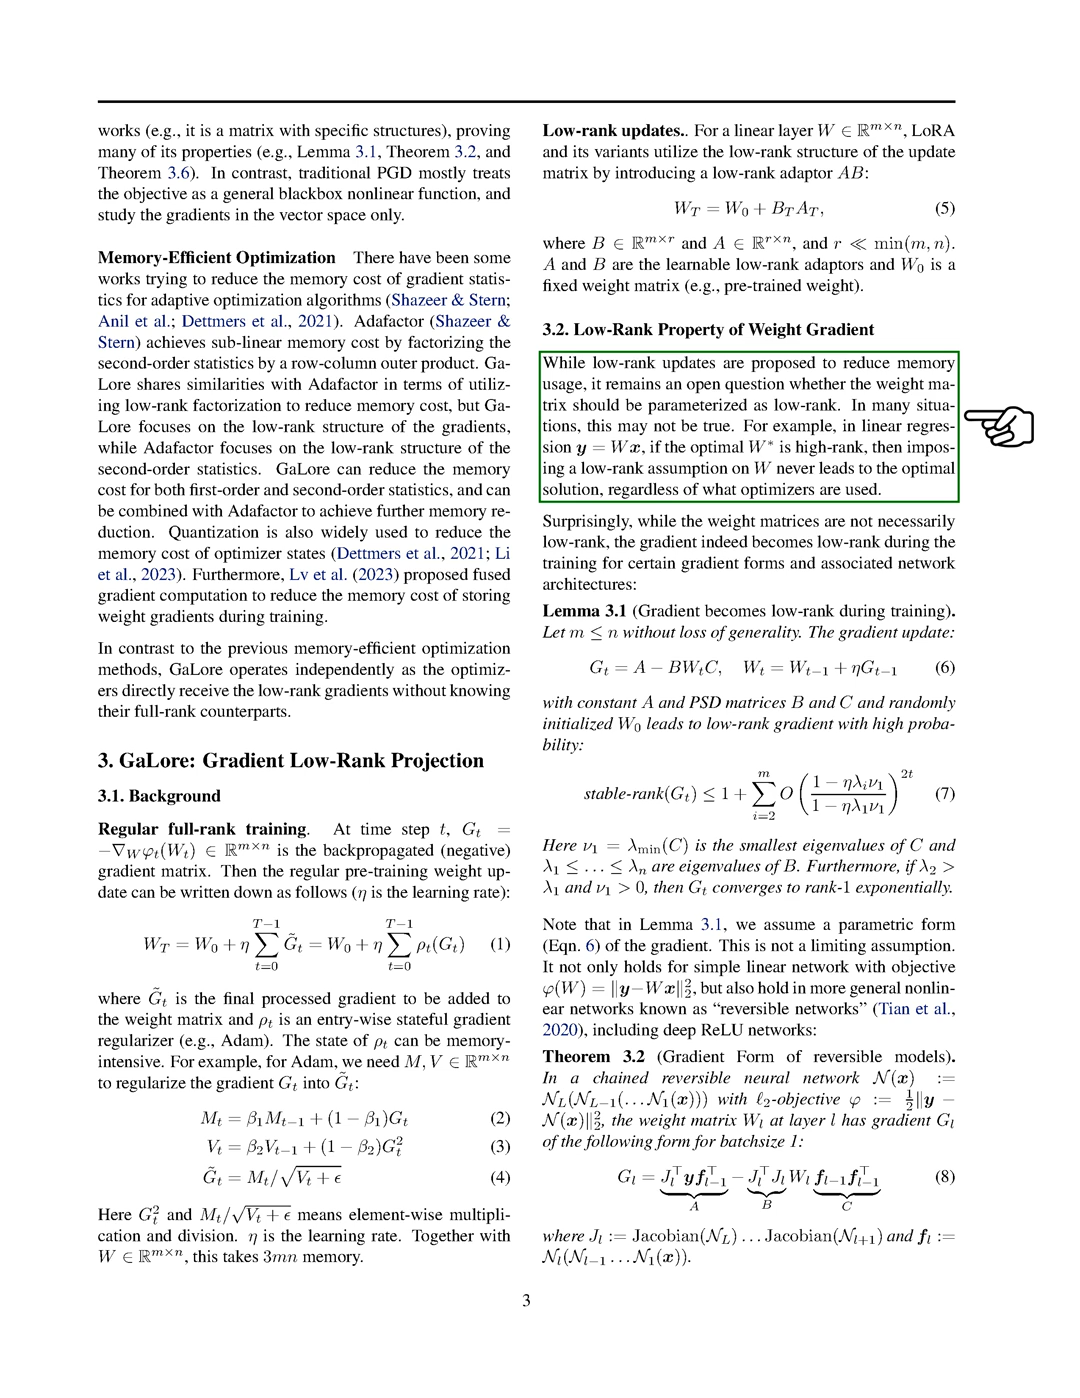 works (e.g., it is a matrix with specific structures), proving
many of its properties (e.g., Lemma 3.1, Theorem 3.2, and
Theorem 3.6). In contrast, traditional PGD mostly treats
the objective as a general blackbox nonlinear function, and
study the gradients in the vector space only.
Memory-Efficient Optimization There have been some
works trying to reduce the memory cost of gradient statis-
tics for adaptive optimization algorithms (Shazeer & Stern;
Anil et al.; Dettmers et al., 2021). Adafactor (Shazeer &
Stern) achieves sub-linear memory cost by factorizing the
second-order statistics by a row-column outer product. Ga-
Lore shares similarities with Adafactor in terms of utiliz-
ing low-rank factorization to reduce memory cost, but Ga-
Lore focuses on the low-rank structure of the gradients,
while Adafactor focuses on the low-rank structure of the
second-order statistics. GaLore can reduce the memory
cost for both first-order and second-order statistics, and can
be combined with Adafactor to achieve further memory re-
duction. Quantization is also widely used to reduce the
memory cost of optimizer states (Dettmers et al., 2021; Li
et al., 2023). Furthermore, Lv et al. (2023) proposed fused
gradient computation to reduce the memory cost of storing
weight gradients during training.
In contrast to the previous memory-efficient optimization
methods, GaLore operates independently as the optimiz-
ers directly receive the low-rank gradients without knowing
their full-rank counterparts.
3. GaLore: Gradient Low-Rank Projection
3.1. Background
Regular full-rank training. At time step t, G_t =
−∇_W φ_t(W_t) ∈ ℝ^{m×n} is the backpropagated (negative)
gradient matrix. Then the regular pre-training weight up-
date can be written down as follows (η is the learning rate):
W_T = W_0 + η ∑_{t=0}^{T−1} G̃_t = W_0 + η ∑_{t=0}^{T−1} ρ_t(G_t) (1)
where G̃_t is the final processed gradient to be added to
the weight matrix and ρ_t is an entry-wise stateful gradient
regularizer (e.g., Adam). The state of ρ_t can be memory-
intensive. For example, for Adam, we need M, V ∈ ℝ^{m×n}
to regularize the gradient G_t into G̃_t:
M_t = β_1 M_{t−1} + (1 − β_1)G_t (2)
V_t = β_2 V_{t−1} + (1 − β_2)G_t^2 (3)
G̃_t = M_t/√(V_t + ϵ) (4)
Here G_t^2 and M_t/√(V_t + ϵ) means element-wise multipli-
cation and division. η is the learning rate. Together with
W ∈ ℝ^{m×n}, this takes 3mn memory.
Low-rank updates.. For a linear layer W ∈ ℝ^{m×n}, LoRA
and its variants utilize the low-rank structure of the update
matrix by introducing a low-rank adaptor AB:
W_T = W_0 + B_T A_T, (5)
where B ∈ ℝ^{m×r} and A ∈ ℝ^{r×n}, and r ≪ min(m, n).
A and B are the learnable low-rank adaptors and W_0 is a
fixed weight matrix (e.g., pre-trained weight).
3.2. Low-Rank Property of Weight Gradient
While low-rank updates are proposed to reduce memory
usage, it remains an open question whether the weight ma-
trix should be parameterized as low-rank. In many situa-
tions, this may not be true. For example, in linear regres-
sion y = Wx, if the optimal W* is high-rank, then impos-
ing a low-rank assumption on W never leads to the optimal
solution, regardless of what optimizers are used.
Surprisingly, while the weight matrices are not necessarily
low-rank, the gradient indeed becomes low-rank during the
training for certain gradient forms and associated network
architectures:
Lemma 3.1 (Gradient becomes low-rank during training).
Let m ≤ n without loss of generality. The gradient update:
G_t = A − BW_tC, W_t = W_{t−1} + ηG_{t−1} (6)
with constant A and PSD matrices B and C and randomly
initialized W_0 leads to low-rank gradient with high proba-
bility:
stable-rank(G_t) ≤ 1 + ∑_{i=2}^{m} O((1 − ηλ_iν_1)/(1 − ηλ_1ν_1))^{2t} (7)
Here ν_1 = λ_min(C) is the smallest eigenvalues of C and
λ_1 ≤ … ≤ λ_n are eigenvalues of B. Furthermore, if λ_2 >
λ_1 and ν_1 > 0, then G_t converges to rank-1 exponentially.
Note that in Lemma 3.1, we assume a parametric form
(Eqn. 6) of the gradient. This is not a limiting assumption.
It not only holds for simple linear network with objective
φ(W) = ‖y−Wx‖_2^2, but also hold in more general nonlin-
ear networks known as “reversible networks” (Tian et al.,
2020), including deep ReLU networks:
Theorem 3.2 (Gradient Form of reversible models).
In a chained reversible neural network 𝒩(x) :=
𝒩_L(𝒩_{L−1}(…𝒩_1(x))) with ℓ_2-objective φ := ½‖y −
𝒩(x)‖_2^2, the weight matrix W_l at layer l has gradient G_l
of the following form for batchsize 1:
G_l = J_l^⊤ y f_{l−1}^⊤ − J_l^⊤ J_l W_l f_{l−1} f_{l−1}^⊤ (8)
A B C
where J_l := Jacobian(𝒩_L) … Jacobian(𝒩_{l+1}) and f_l :=
𝒩_l(𝒩_{l−1} …𝒩_1(x)).
3